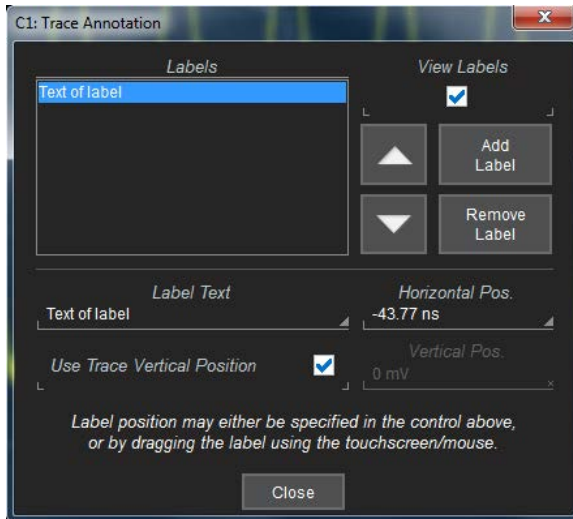 C1: Trace Annotation
x
Labels
View Labels
Text of label
Add
Label
Remove
Label
Label Text
Horizontal Pos.
Text of label
-43.77 ns
Use Trace Vertical Position
Vertical Pos.
0 mV
Label position may either be specified in the control above,
or by dragging the label using the touchscreen/mouse.
Close